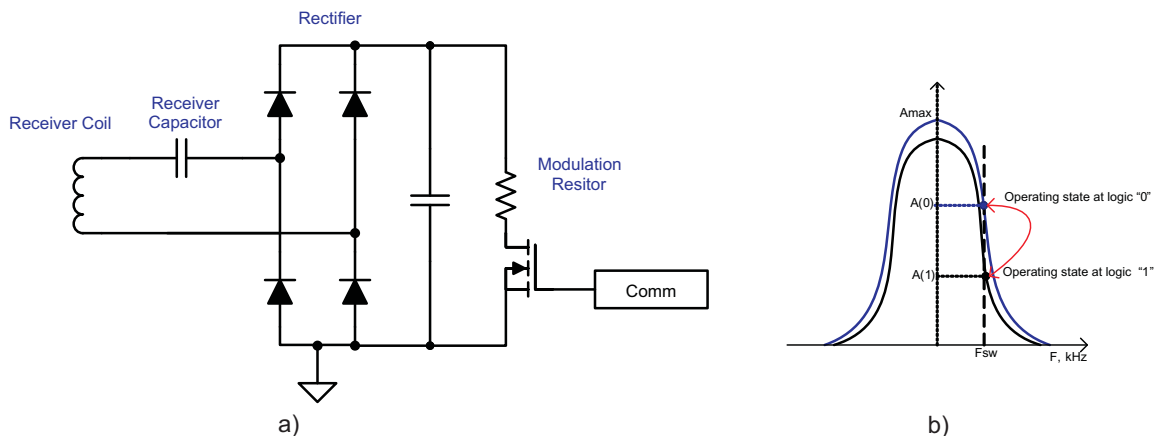 Rectifier
Receiver
Capacitor
Receiver Coil
Modulation
Resitor
Comm
a)
Amax
A(0)
Operating state at logic “0”
A(1)
Operating state at logic “1”
Fsw
F, kHz
b)